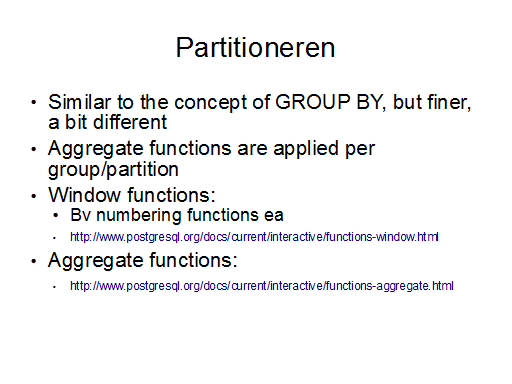 Partitioneren
• Similar to the concept of GROUP BY, but finer,
a bit different
• Aggregate functions are applied per
group/partition
• Window functions:
• Bv numbering functions ea
• http://www.postgresql.org/docs/current/interactive/functions-window.html
• Aggregate functions:
• http://www.postgresql.org/docs/current/interactive/functions-aggregate.html